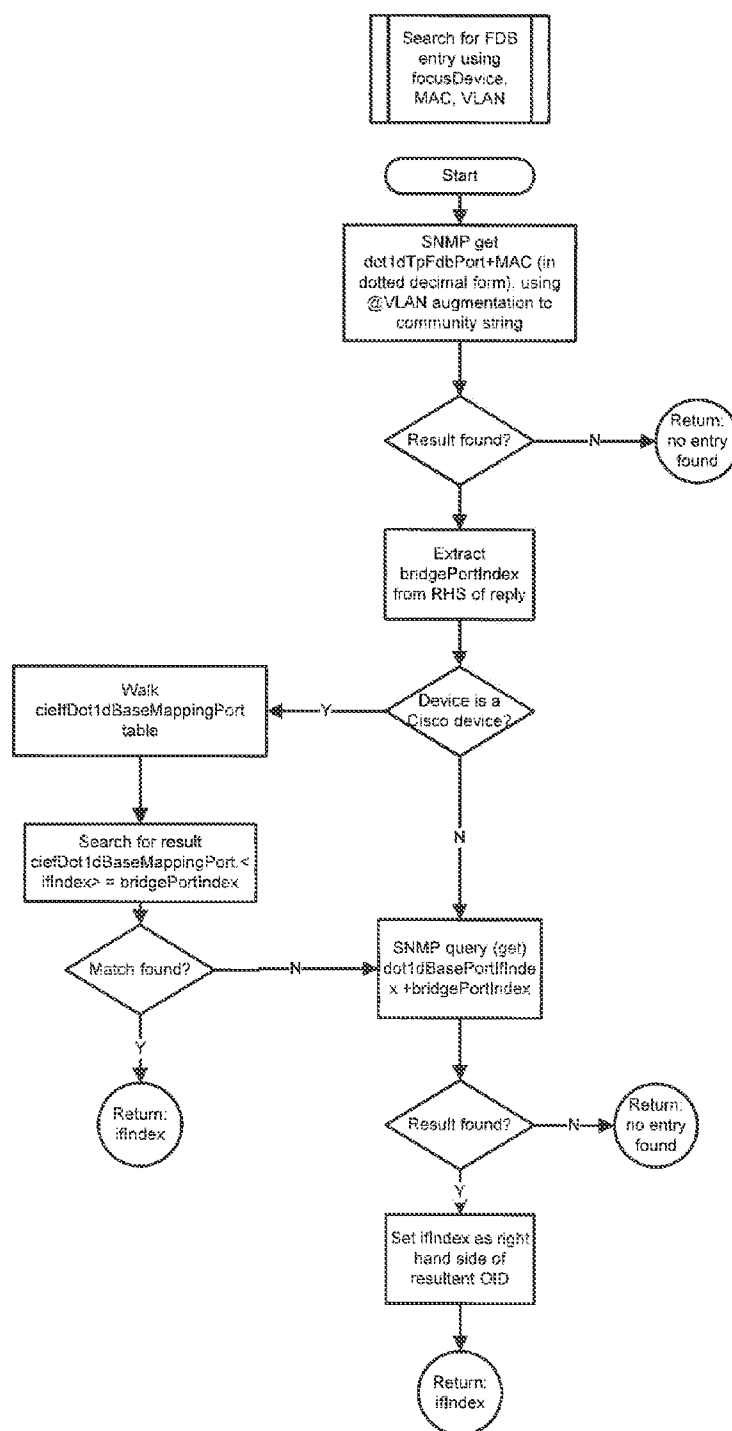 Search for FDB
entry using
focusDevice,
MAC, VLAN
Start
SNMP get
dot1dTpFdbPort+MAC (in
dotted decimal form), using
@VLAN augmentation to
community string
Result found?
N
Return:
no entry
found
Extract
bridgePortIndex
from RHS of reply
Device is a
Cisco device?
Y
Walk
cieIfDot1dBaseMappingPort
table
N
Search for result
ciefDot1dBaseMappingPort.<
ifIndex> = bridgePortIndex
Match found?
N
SNMP query (get)
dot1dBasePortIfInde
x +bridgePortIndex
Y
Return:
ifIndex
Result found?
N
Return:
no entry
found
Y
Set ifIndex as right
hand side of
resultent OID
Return:
ifIndex